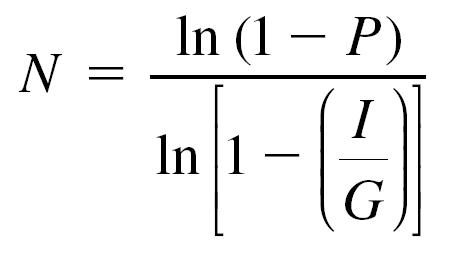 N = ln (1 − P) / ln [1 − (I / G)]